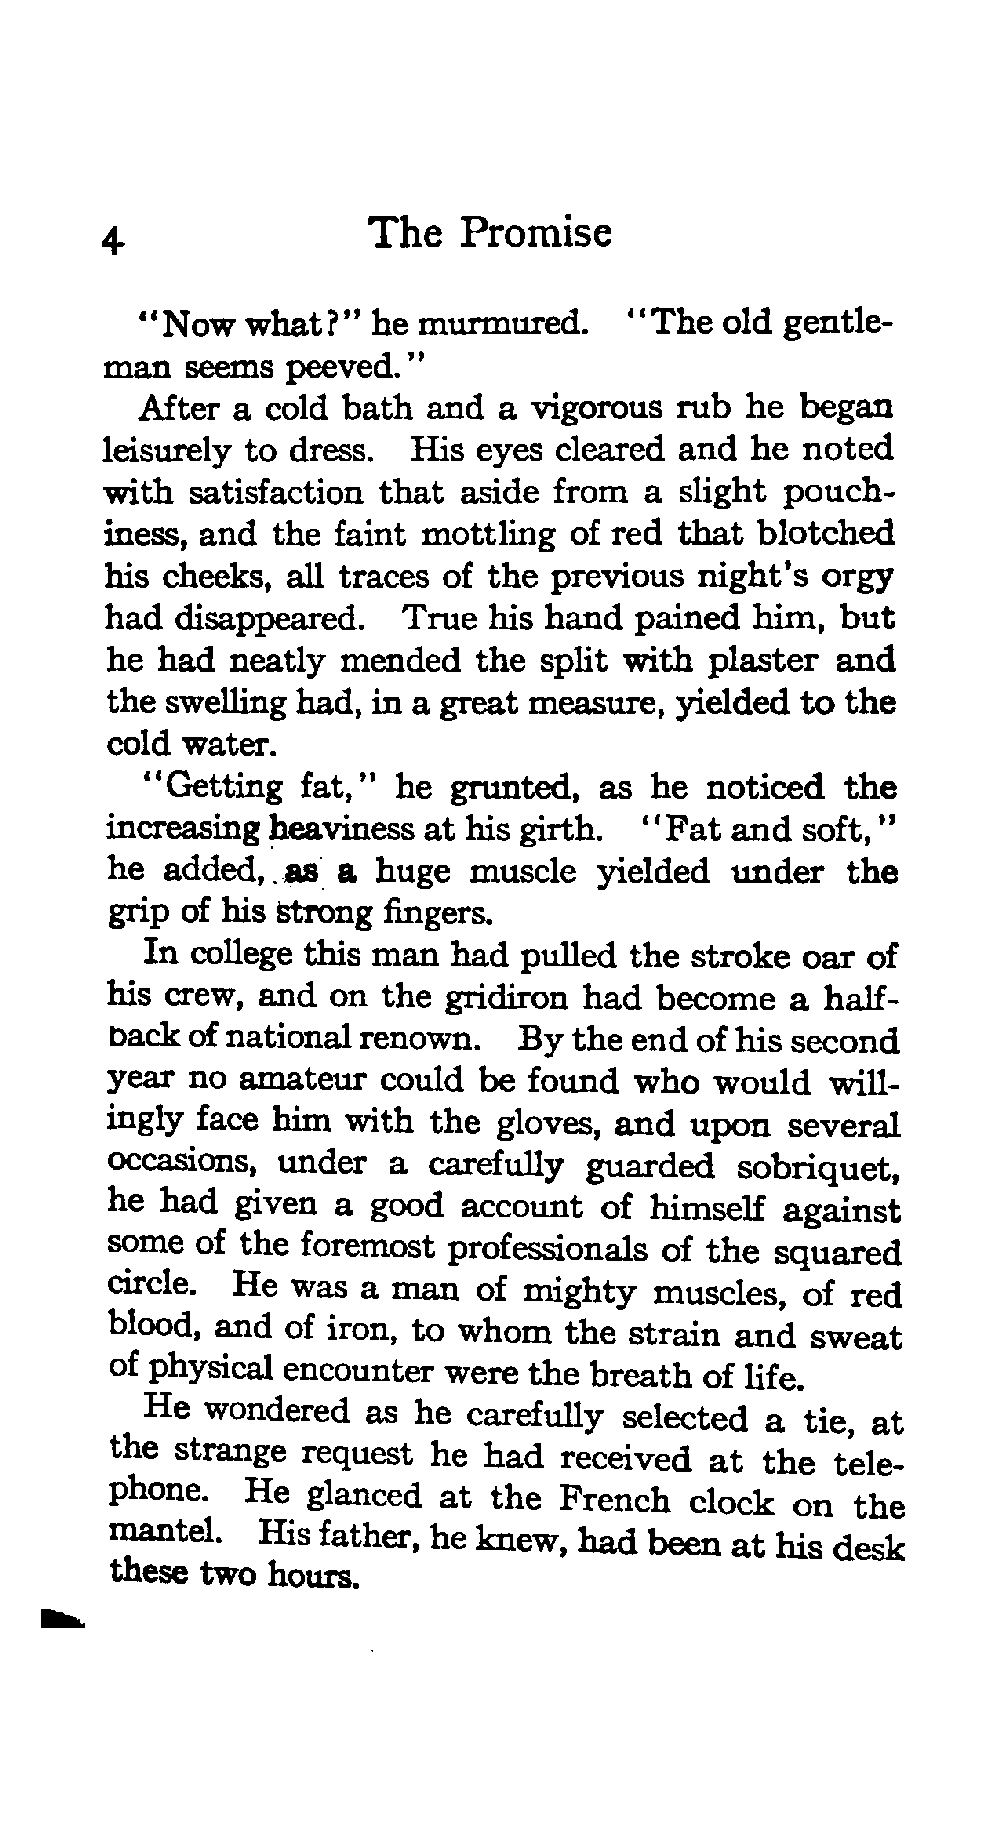 4 The Promise
"Now what?" he murmured. "The old gentle-
man seems peeved."
After a cold bath and a vigorous rub he began
leisurely to dress. His eyes cleared and he noted
with satisfaction that aside from a slight pouch-
iness, and the faint mottling of red that blotched
his cheeks, all traces of the previous night's orgy
had disappeared. True his hand pained him, but
he had neatly mended the split with plaster and
the swelling had, in a great measure, yielded to the
cold water.
"Getting fat," he grunted, as he noticed the
increasing heaviness at his girth. "Fat and soft,"
he added, as a huge muscle yielded under the
grip of his strong fingers.
In college this man had pulled the stroke oar of
his crew, and on the gridiron had become a half-
back of national renown. By the end of his second
year no amateur could be found who would will-
ingly face him with the gloves, and upon several
occasions, under a carefully guarded sobriquet,
he had given a good account of himself against
some of the foremost professionals of the squared
circle. He was a man of mighty muscles, of red
blood, and of iron, to whom the strain and sweat
of physical encounter were the breath of life.
He wondered as he carefully selected a tie, at
the strange request he had received at the tele-
phone. He glanced at the French clock on the
mantel. His father, he knew, had been at his desk
these two hours.